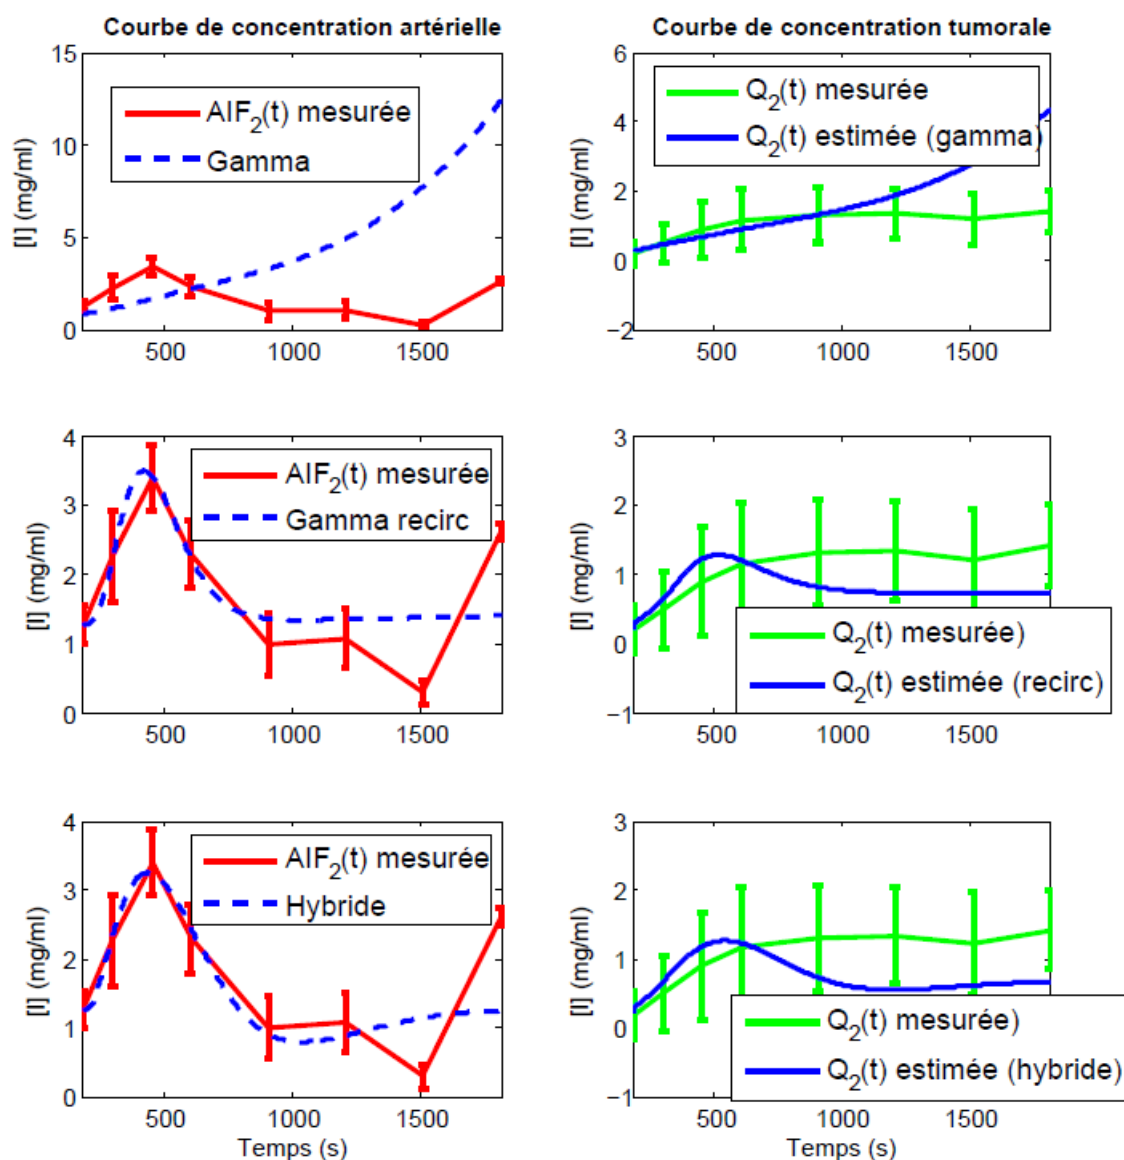 Courbe de concentration artérielle
15
10
5
0
[I] (mg/ml)
AIF2(t) mesurée
Gamma
500 1000 1500
Courbe de concentration tumorale
6
4
2
0
−2
[I] (mg/ml)
Q2(t) mesurée
Q2(t) estimée (gamma)
500 1000 1500
4
3
2
1
0
[I] (mg/ml)
AIF2(t) mesurée
Gamma recirc
500 1000 1500
3
2
1
0
−1
[I] (mg/ml)
Q2(t) mesurée)
Q2(t) estimée (recirc)
500 1000 1500
4
3
2
1
0
[I] (mg/ml)
AIF2(t) mesurée
Hybride
500 1000 1500
Temps (s)
3
2
1
0
−1
[I] (mg/ml)
Q2(t) mesurée)
Q2(t) estimée (hybride)
500 1000 1500
Temps (s)